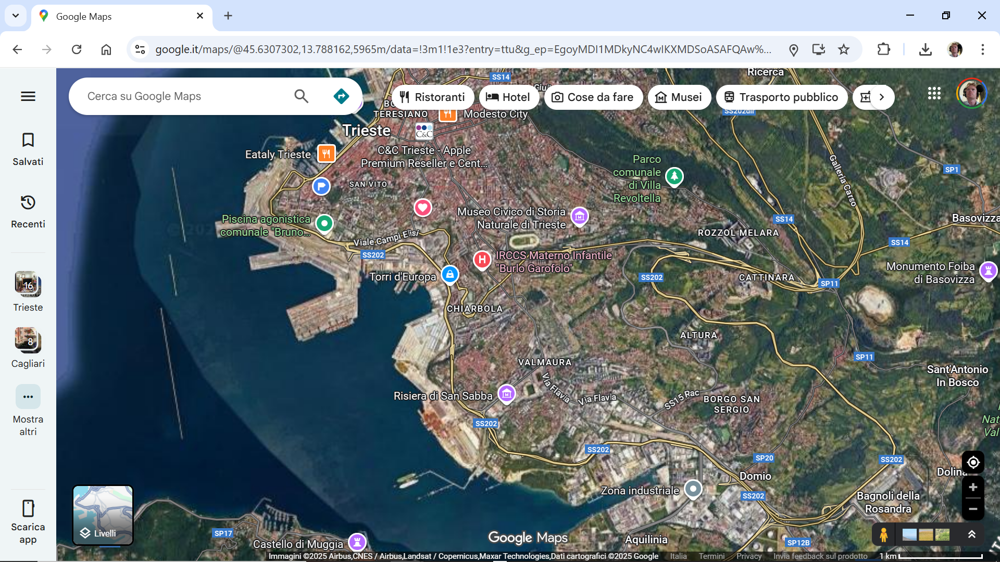 Google Maps
google.it/maps/@45.6307302,13.788162,5965m/data=!3m1!1e3?entry=ttu&g_ep=EgoyMDI1MDkyNC4wIKXMDSoASAFQAw%...
Cerca su Google Maps
Ristoranti
Hotel
Cose da fare
Musei
Trasporto pubblico
Salvati
Recenti
16
Trieste
8
Cagliari
Mostra
altri
Scarica
app
Livelli
SS14
Ricerca
SS202dir
TERESIANO
Modesto City
Trieste
C&C
Eataly Trieste
C&C Trieste - Apple
Premium Reseller e Cent...
SAN VITO
Parco
comunale
di Villa
Revoltella
Galleria Carso
SP1
Piscina agonistica
comunale "Bruno...
Museo Civico di Storia
Naturale di Trieste
SS14
Basovizza
ROZZOL MELARA
Viale Campi Elisi
SS202
SS14
H
IRCCS Materno Infantile
"Burlo Garofolo"
Torri d'Europa
SS202
CATTINARA
SP11
Monumento Foiba
di Basovizza
CHIARBOLA
ALTURA
VALMAURA
SP11
Sant'Antonio
In Bosco
Via Flavia
Via Flavia
SS15 Rac
BORGO SAN
SERGIO
Risiera di San Sabba
SS202
SS202
SP20
SS202
Domio
Dolina
Zona industriale
SS202
Bagnoli della
Rosandra
SP17
Castello di Muggia
Google Maps
Aquilinia
SP12B
Immagini ©2025 Airbus,CNES / Airbus,Landsat / Copernicus,Maxar Technologies,Dati cartografici ©2025 Google
Italia
Termini
Privacy
Invia feedback sul prodotto
1 km